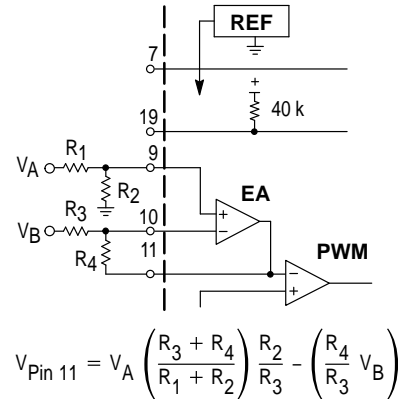 REF
7
+
40 k
19
R1
9
VA
R2
EA
+
R3
10
−
VB
11
PWM
R4
−
+
VPin 11 = VA ((R3 + R4)/(R1 + R2)) R2/R3 - (R4/R3 VB)